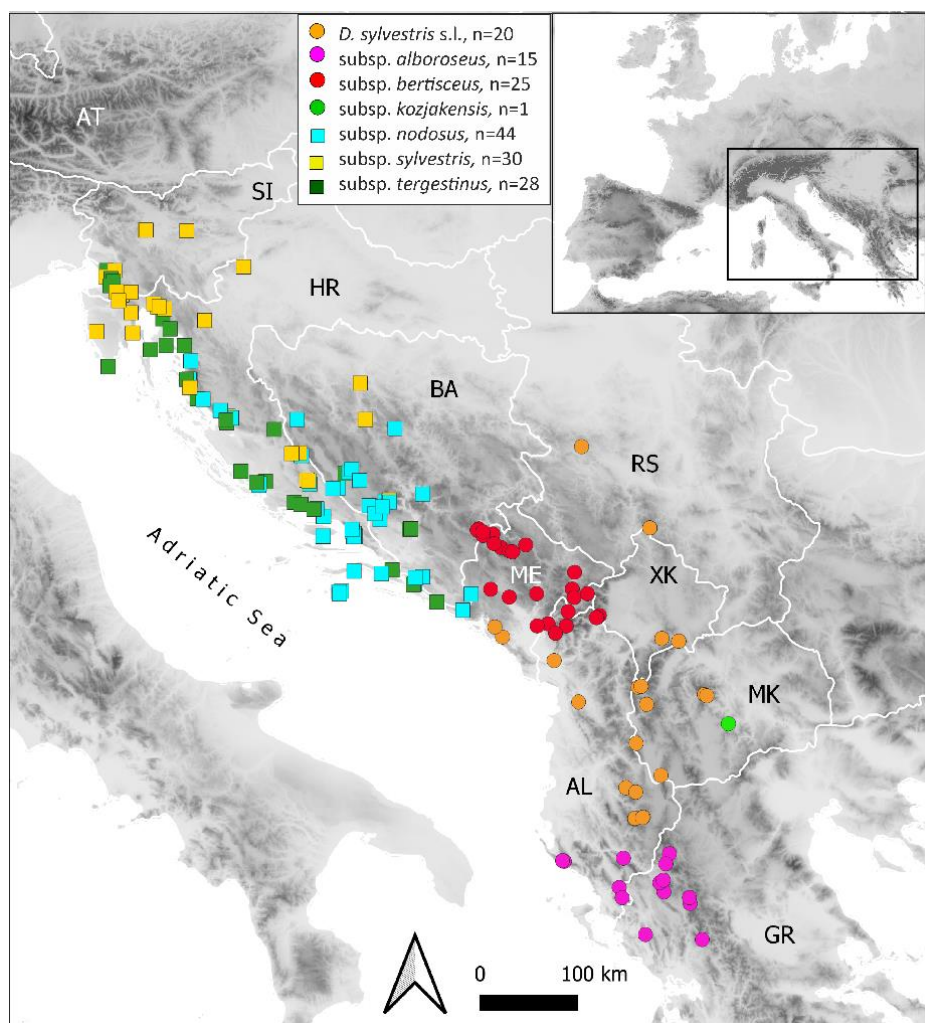 D. sylvestris s.l., n=20
subsp. alboroseus, n=15
subsp. bertisceus, n=25
subsp. kozjakensis, n=1
subsp. nodosus, n=44
subsp. sylvestris, n=30
subsp. tergestinus, n=28
AT
SI
HR
BA
RS
ME
XK
MK
AL
GR
Adriatic Sea
0 100 km